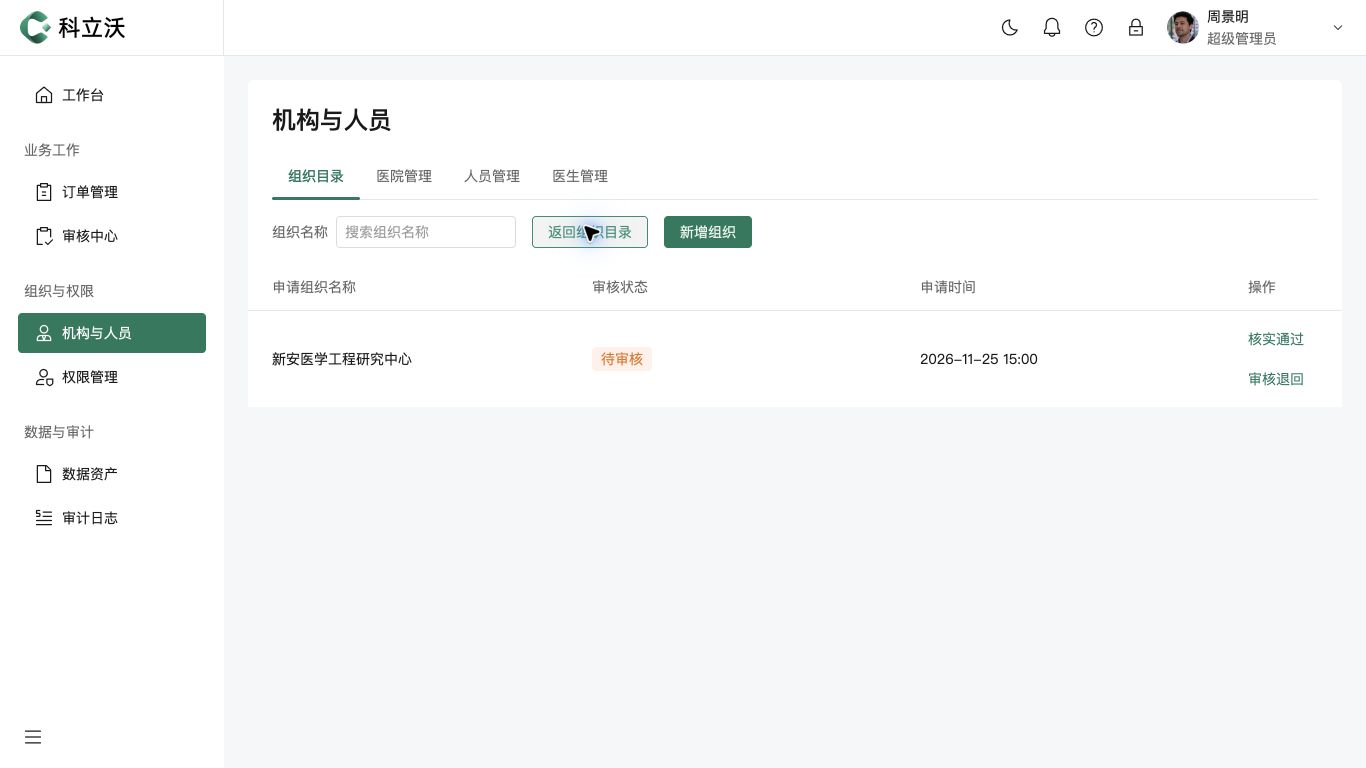 科立沃
周景明
超级管理员
工作台
业务工作
订单管理
审核中心
组织与权限
机构与人员
权限管理
数据与审计
数据资产
审计日志
机构与人员
组织目录 医院管理 人员管理 医生管理
组织名称 搜索组织名称 返回组织目录 新增组织
申请组织名称 审核状态 申请时间 操作
新安医学工程研究中心 待审核 2026-11-25 15:00 核实通过
审核退回